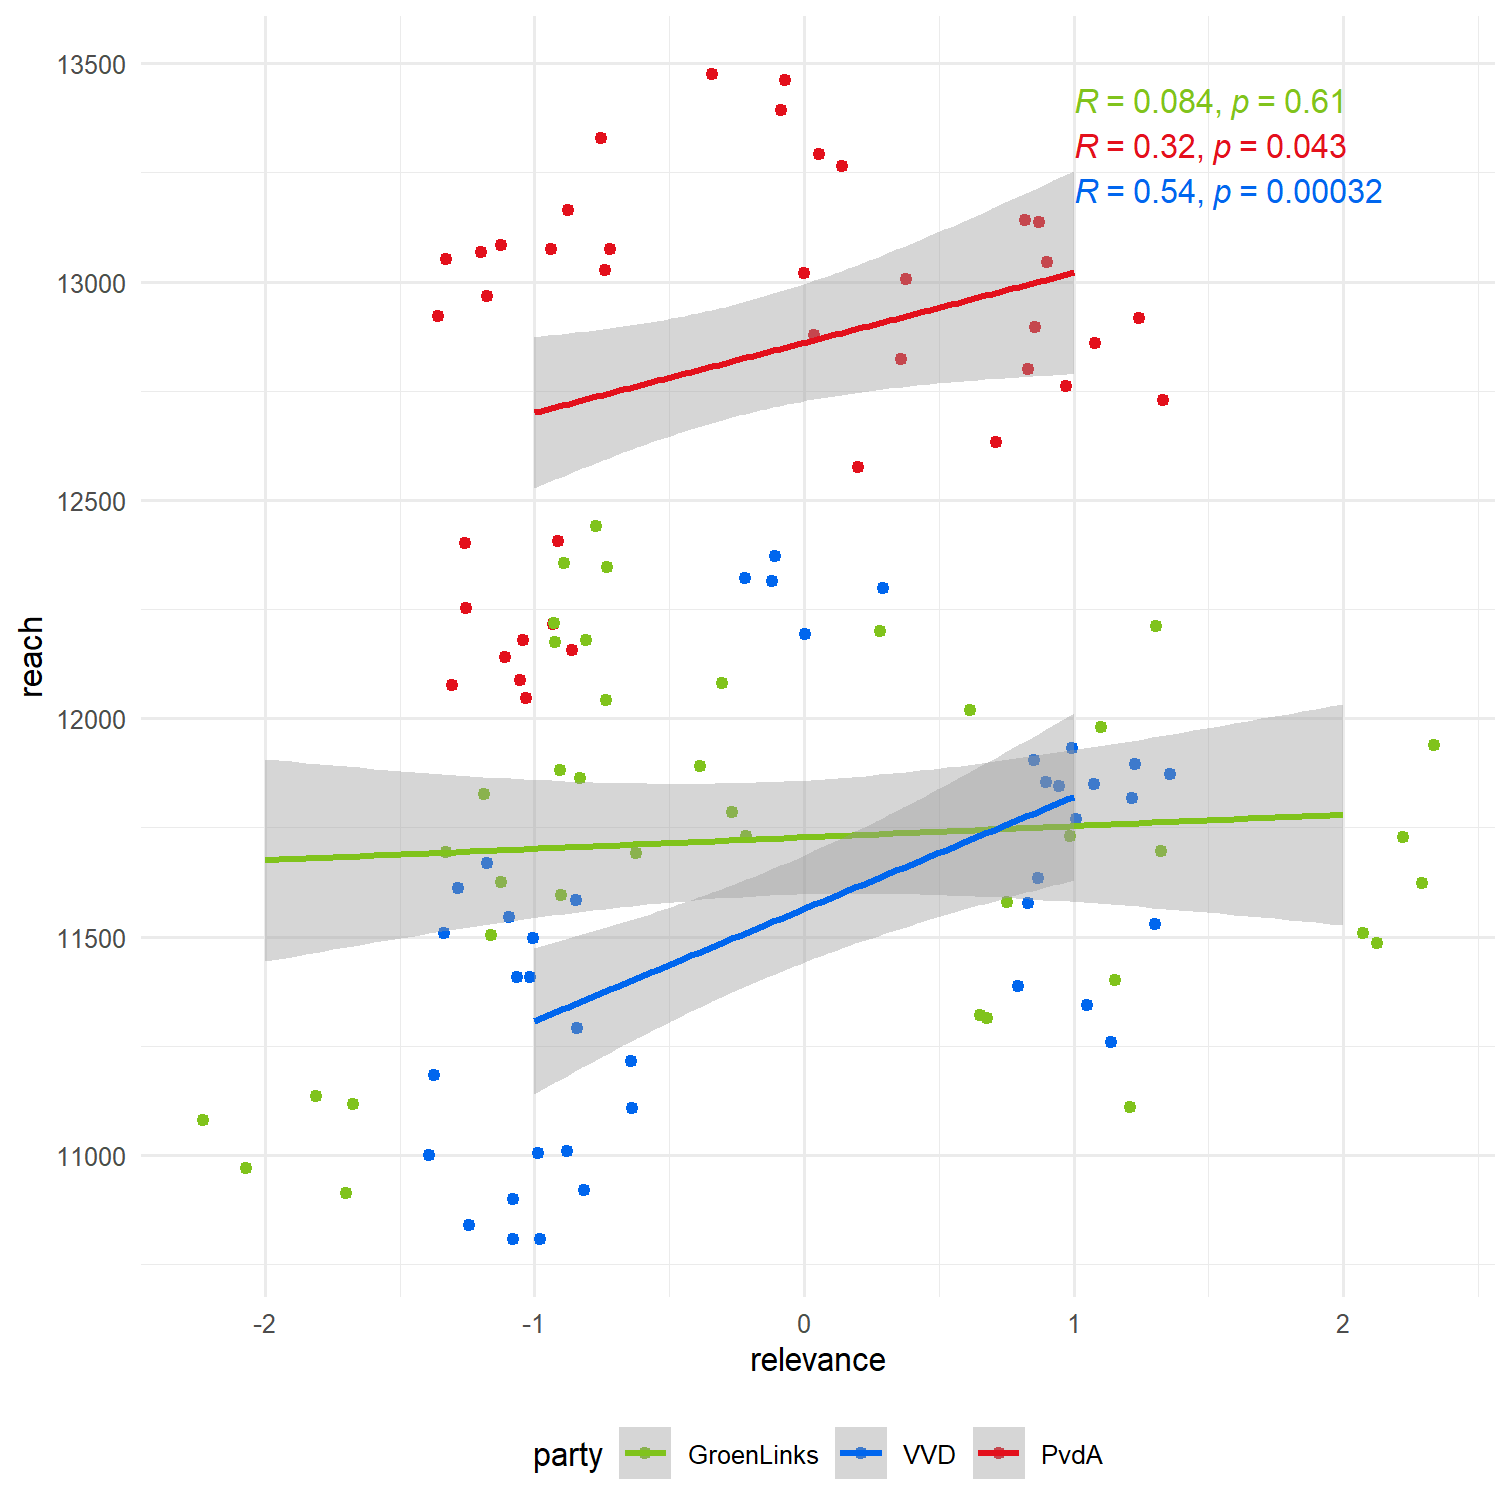 13500
R = 0.084, p = 0.61
R = 0.32, p = 0.043
R = 0.54, p = 0.00032
13000
12500
reach
12000
11500
11000
-2 -1 0 1 2
relevance
party GroenLinks VVD PvdA